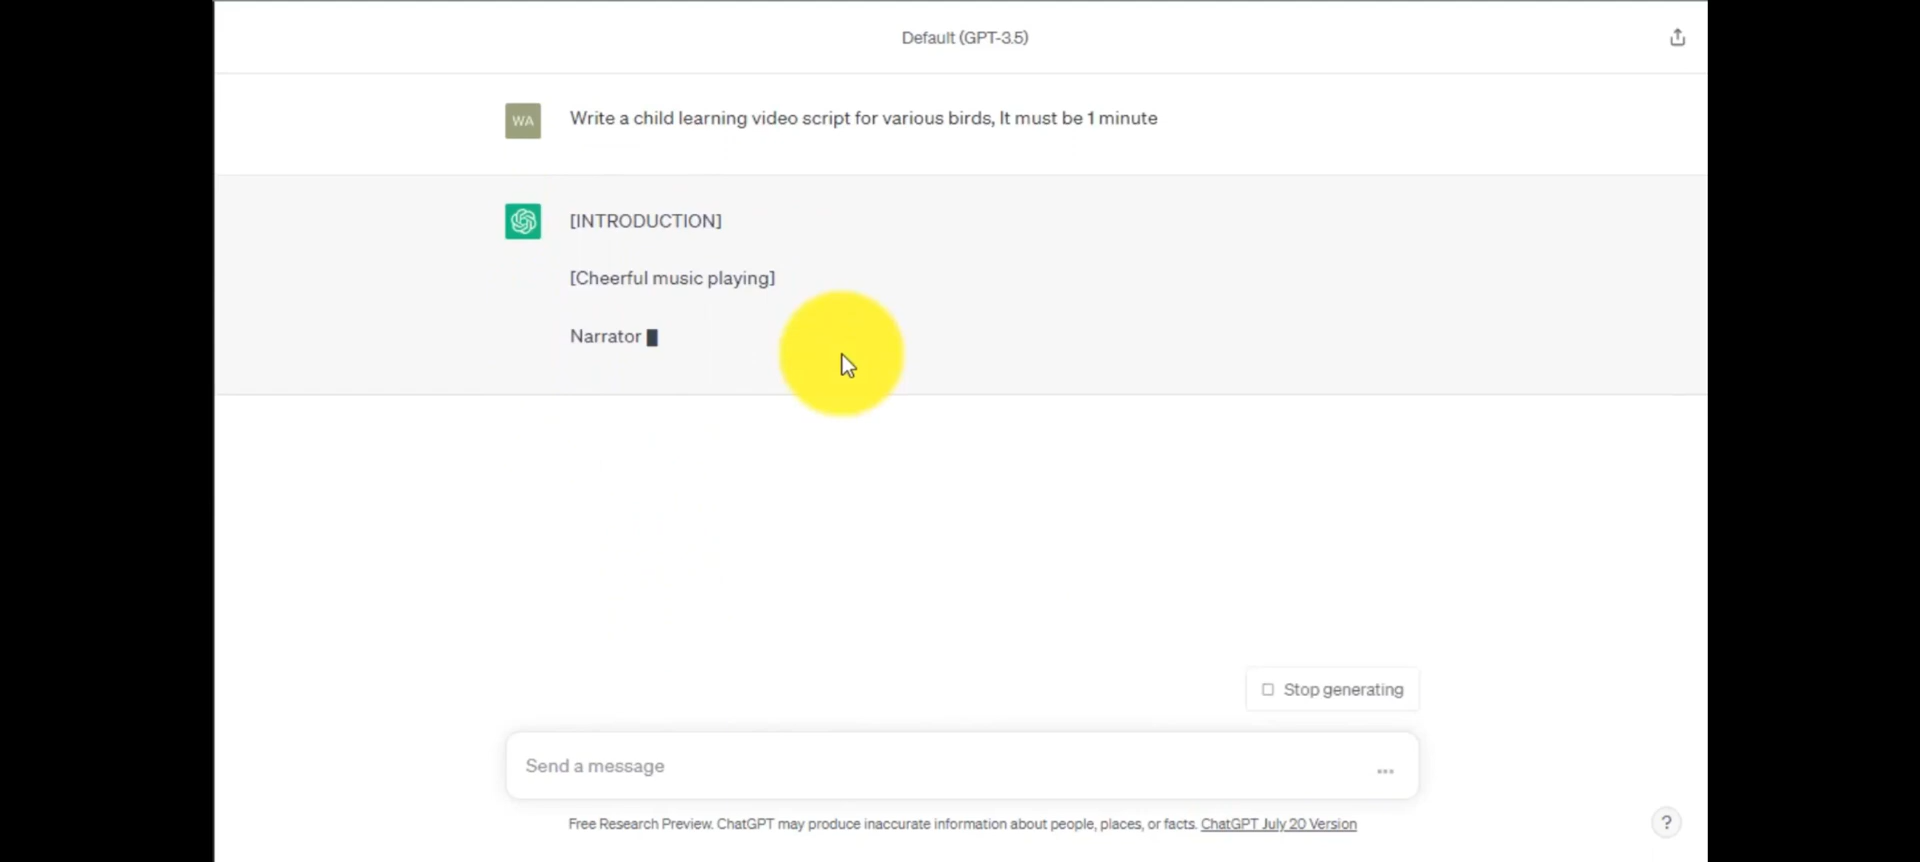 Default (GPT-3.5)
WA
Write a child learning video script for various birds, It must be 1 minute
[INTRODUCTION]
[Cheerful music playing]
Narrator
Stop generating
Send a message
Free Research Preview. ChatGPT may produce inaccurate information about people, places, or facts. ChatGPT July 20 Version
?